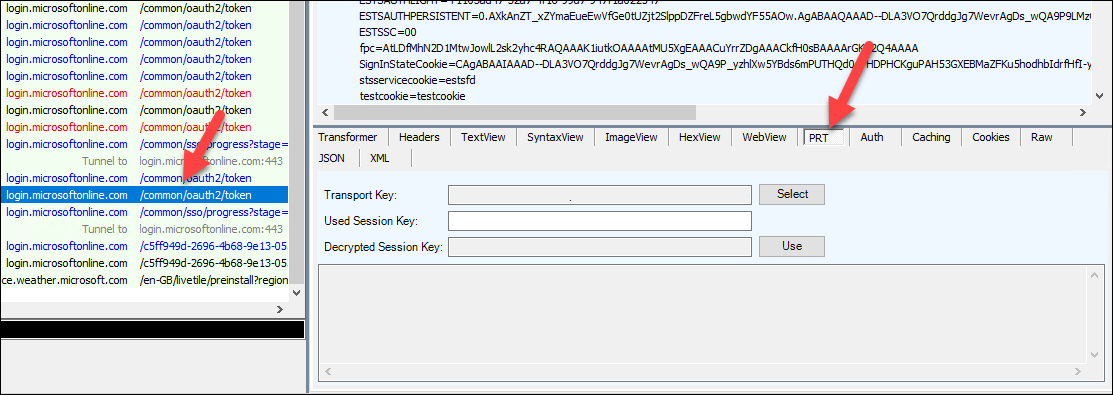 login.microsoftonline.com /common/oauth2/token
login.microsoftonline.com /common/oauth2/token
login.microsoftonline.com /common/oauth2/token
login.microsoftonline.com /common/oauth2/token
login.microsoftonline.com /common/oauth2/token
login.microsoftonline.com /common/oauth2/token
login.microsoftonline.com /common/oauth2/token
login.microsoftonline.com /common/oauth2/token
login.microsoftonline.com /common/sso/progress?stage=
Tunnel to login.microsoftonline.com:443
login.microsoftonline.com /common/oauth2/token
login.microsoftonline.com /common/oauth2/token
login.microsoftonline.com /common/sso/progress?stage=
Tunnel to login.microsoftonline.com:443
login.microsoftonline.com /c5ff949d-2696-4b68-9e13-05
login.microsoftonline.com /c5ff949d-2696-4b68-9e13-05
ce.weather.microsoft.com /en-GB/livetile/preinstall?region
ESTSAUTHPERSISTENT=0.AXkAnZT_xZYmaEueEwVfGe0tUZjt2SlppDZFreL5gbwdYF55AOw.AgABAAQAAAD--DLA3VO7QrddgJg7WevrAgDs_wQA9P9LMz
ESTSSC=00
fpc=AtLDfMhN2D1MtwJowlL2sk2yhc4RAQAAAK1iutkOAAAAtMU5XgEAAACuYrrZDgAAACkfH0sBAAAArG
SignInStateCookie=CAgABAAIAAAD--DLA3VO7QrddgJg7WevrAgDs_wQA9P_yzhlXw5YBds6mPUTHQd0
stsservicecookie=estsfd
testcookie=testcookie
Transformer Headers TextView SyntaxView ImageView HexView WebView PRT Auth Caching Cookies Raw
JSON XML
Transport Key: . Select
Used Session Key:
Decrypted Session Key: Use